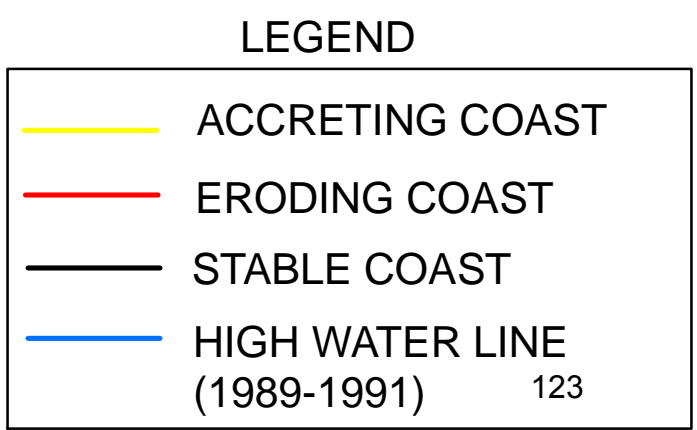 LEGEND
ACCRETING COAST
ERODING COAST
STABLE COAST
HIGH WATER LINE
(1989-1991) 123